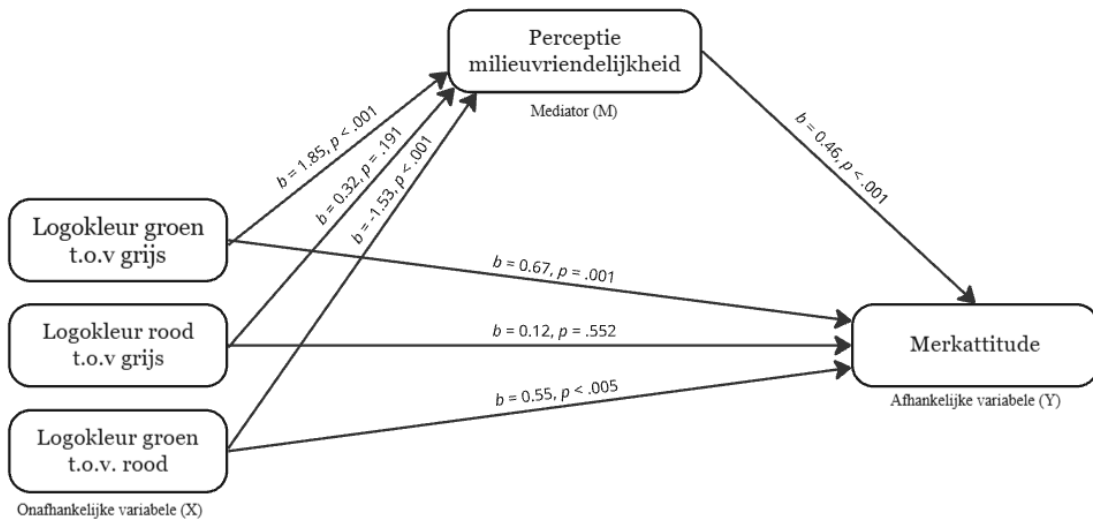 Perceptie
milieuvriendelijkheid
Mediator (M)
b = 1.85, p < .001
b = 0.32, p = .191
b = -1.53, p < .001
b = 0.46, p < .001
Logokleur groen
t.o.v grijs
b = 0.67, p = .001
Logokleur rood
t.o.v grijs
b = 0.12, p = .552
Merkattitude
Afhankelijke variabele (Y)
b = 0.55, p < .005
Logokleur groen
t.o.v. rood
Onafhankelijke variabele (X)